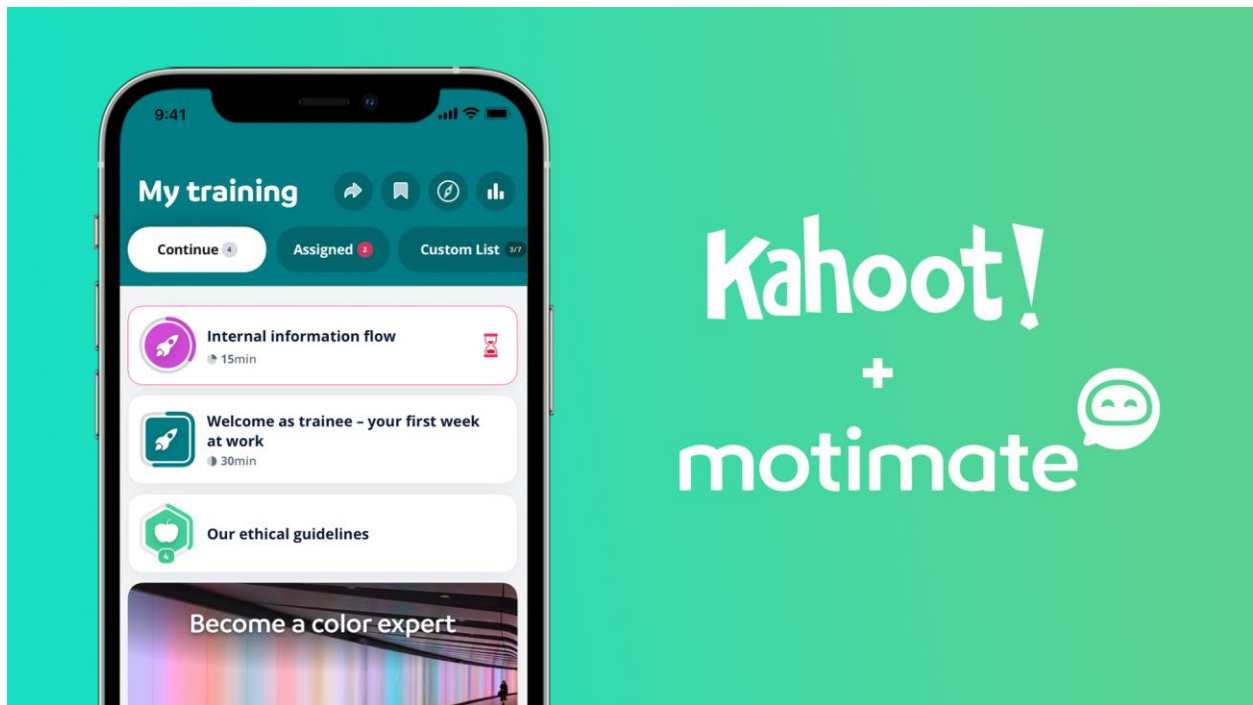 9:41
My training
Continue 4
Assigned 2
Custom List 3/7
Internal information flow
15min
Welcome as trainee – your first week
at work
30min
Our ethical guidelines
4
Become a color expert
Kahoot!
+
motimate